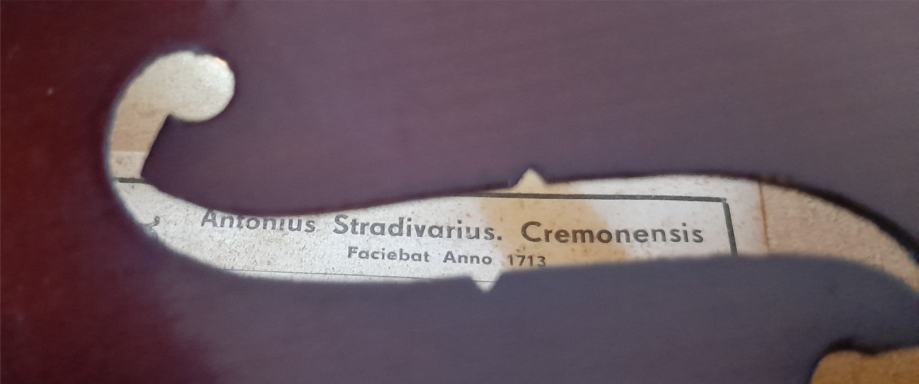 Antonius Stradivarius. Cremonensis
Faciebat Anno 1713